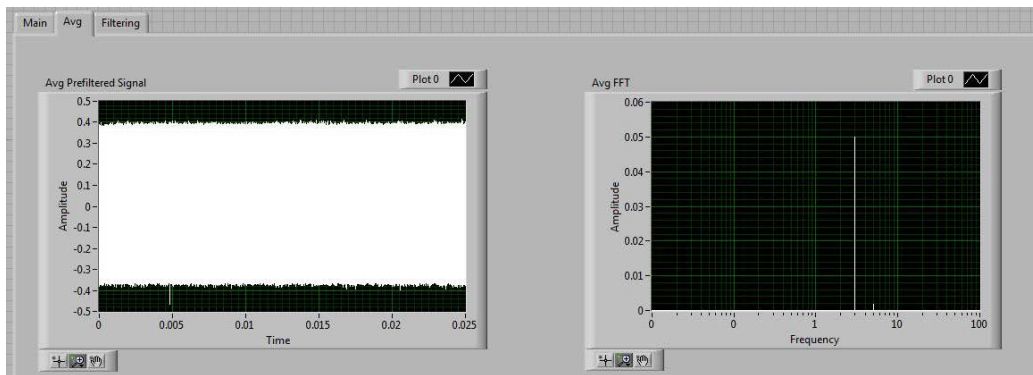 Main Avg Filtering
Avg Prefiltered Signal
Plot 0
0.5
0.4
0.3
0.2
0.1
0
-0.1
-0.2
-0.3
-0.4
-0.5
Amplitude
0 0.005 0.01 0.015 0.02 0.025
Time
Avg FFT
Plot 0
0.06
0.05
0.04
0.03
0.02
0.01
0
Amplitude
0 0 1 10 100
Frequency